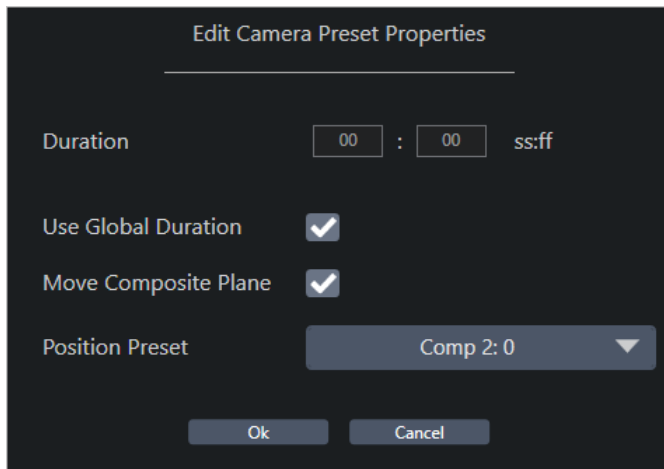 Edit Camera Preset Properties
Duration 00 : 00 ss:ff
Use Global Duration
Move Composite Plane
Position Preset Comp 2: 0
Ok Cancel